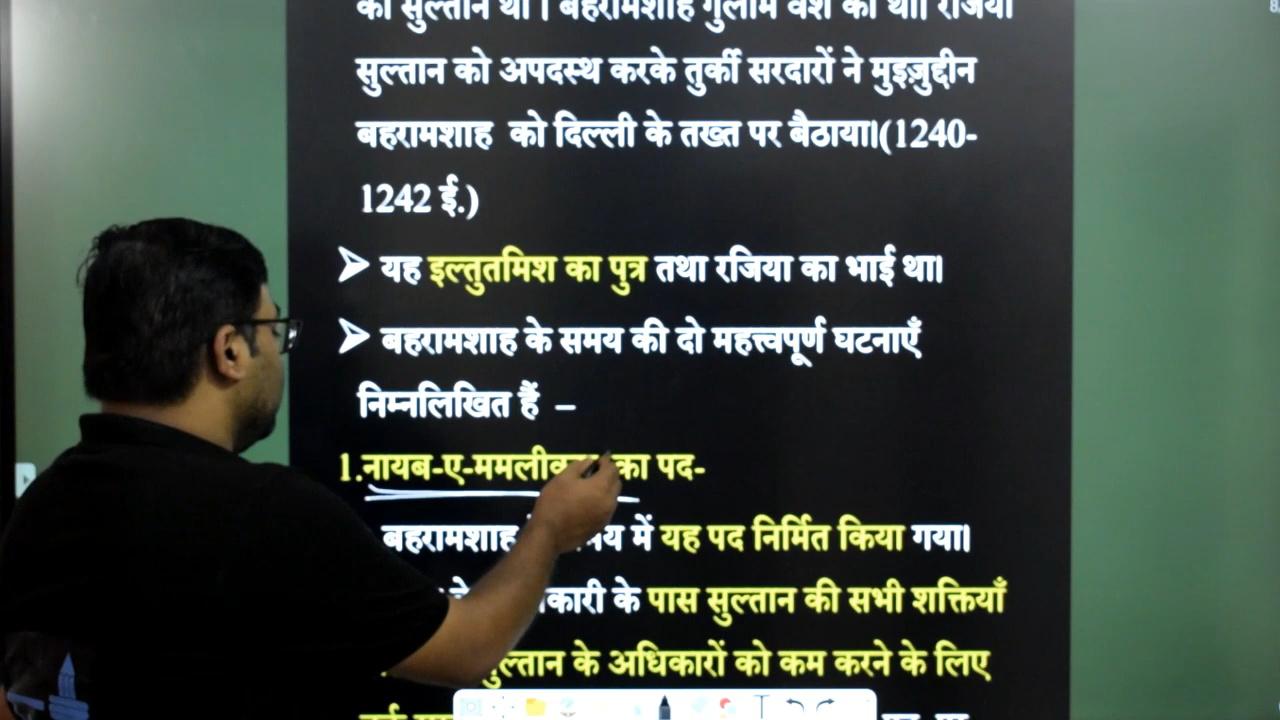 का सुल्तान था । बहरामशाह गुलाम वंश का था। रजिया
सुल्तान को अपदस्थ करके तुर्की सरदारों ने मुइज़ुद्दीन
बहरामशाह को दिल्ली के तख्त पर बैठाया।(1240-
1242 ई.)
यह इल्तुतमिश का पुत्र तथा रजिया का भाई था।
बहरामशाह के समय की दो महत्त्वपूर्ण घटनाएँ
निम्नलिखित हैं –
1.नायब-ए- का पद-
बहरामशाह में यह पद निर्मित किया गया।
के पास सुल्तान की सभी शक्तियाँ
के अधिकारों को कम करने के लिए